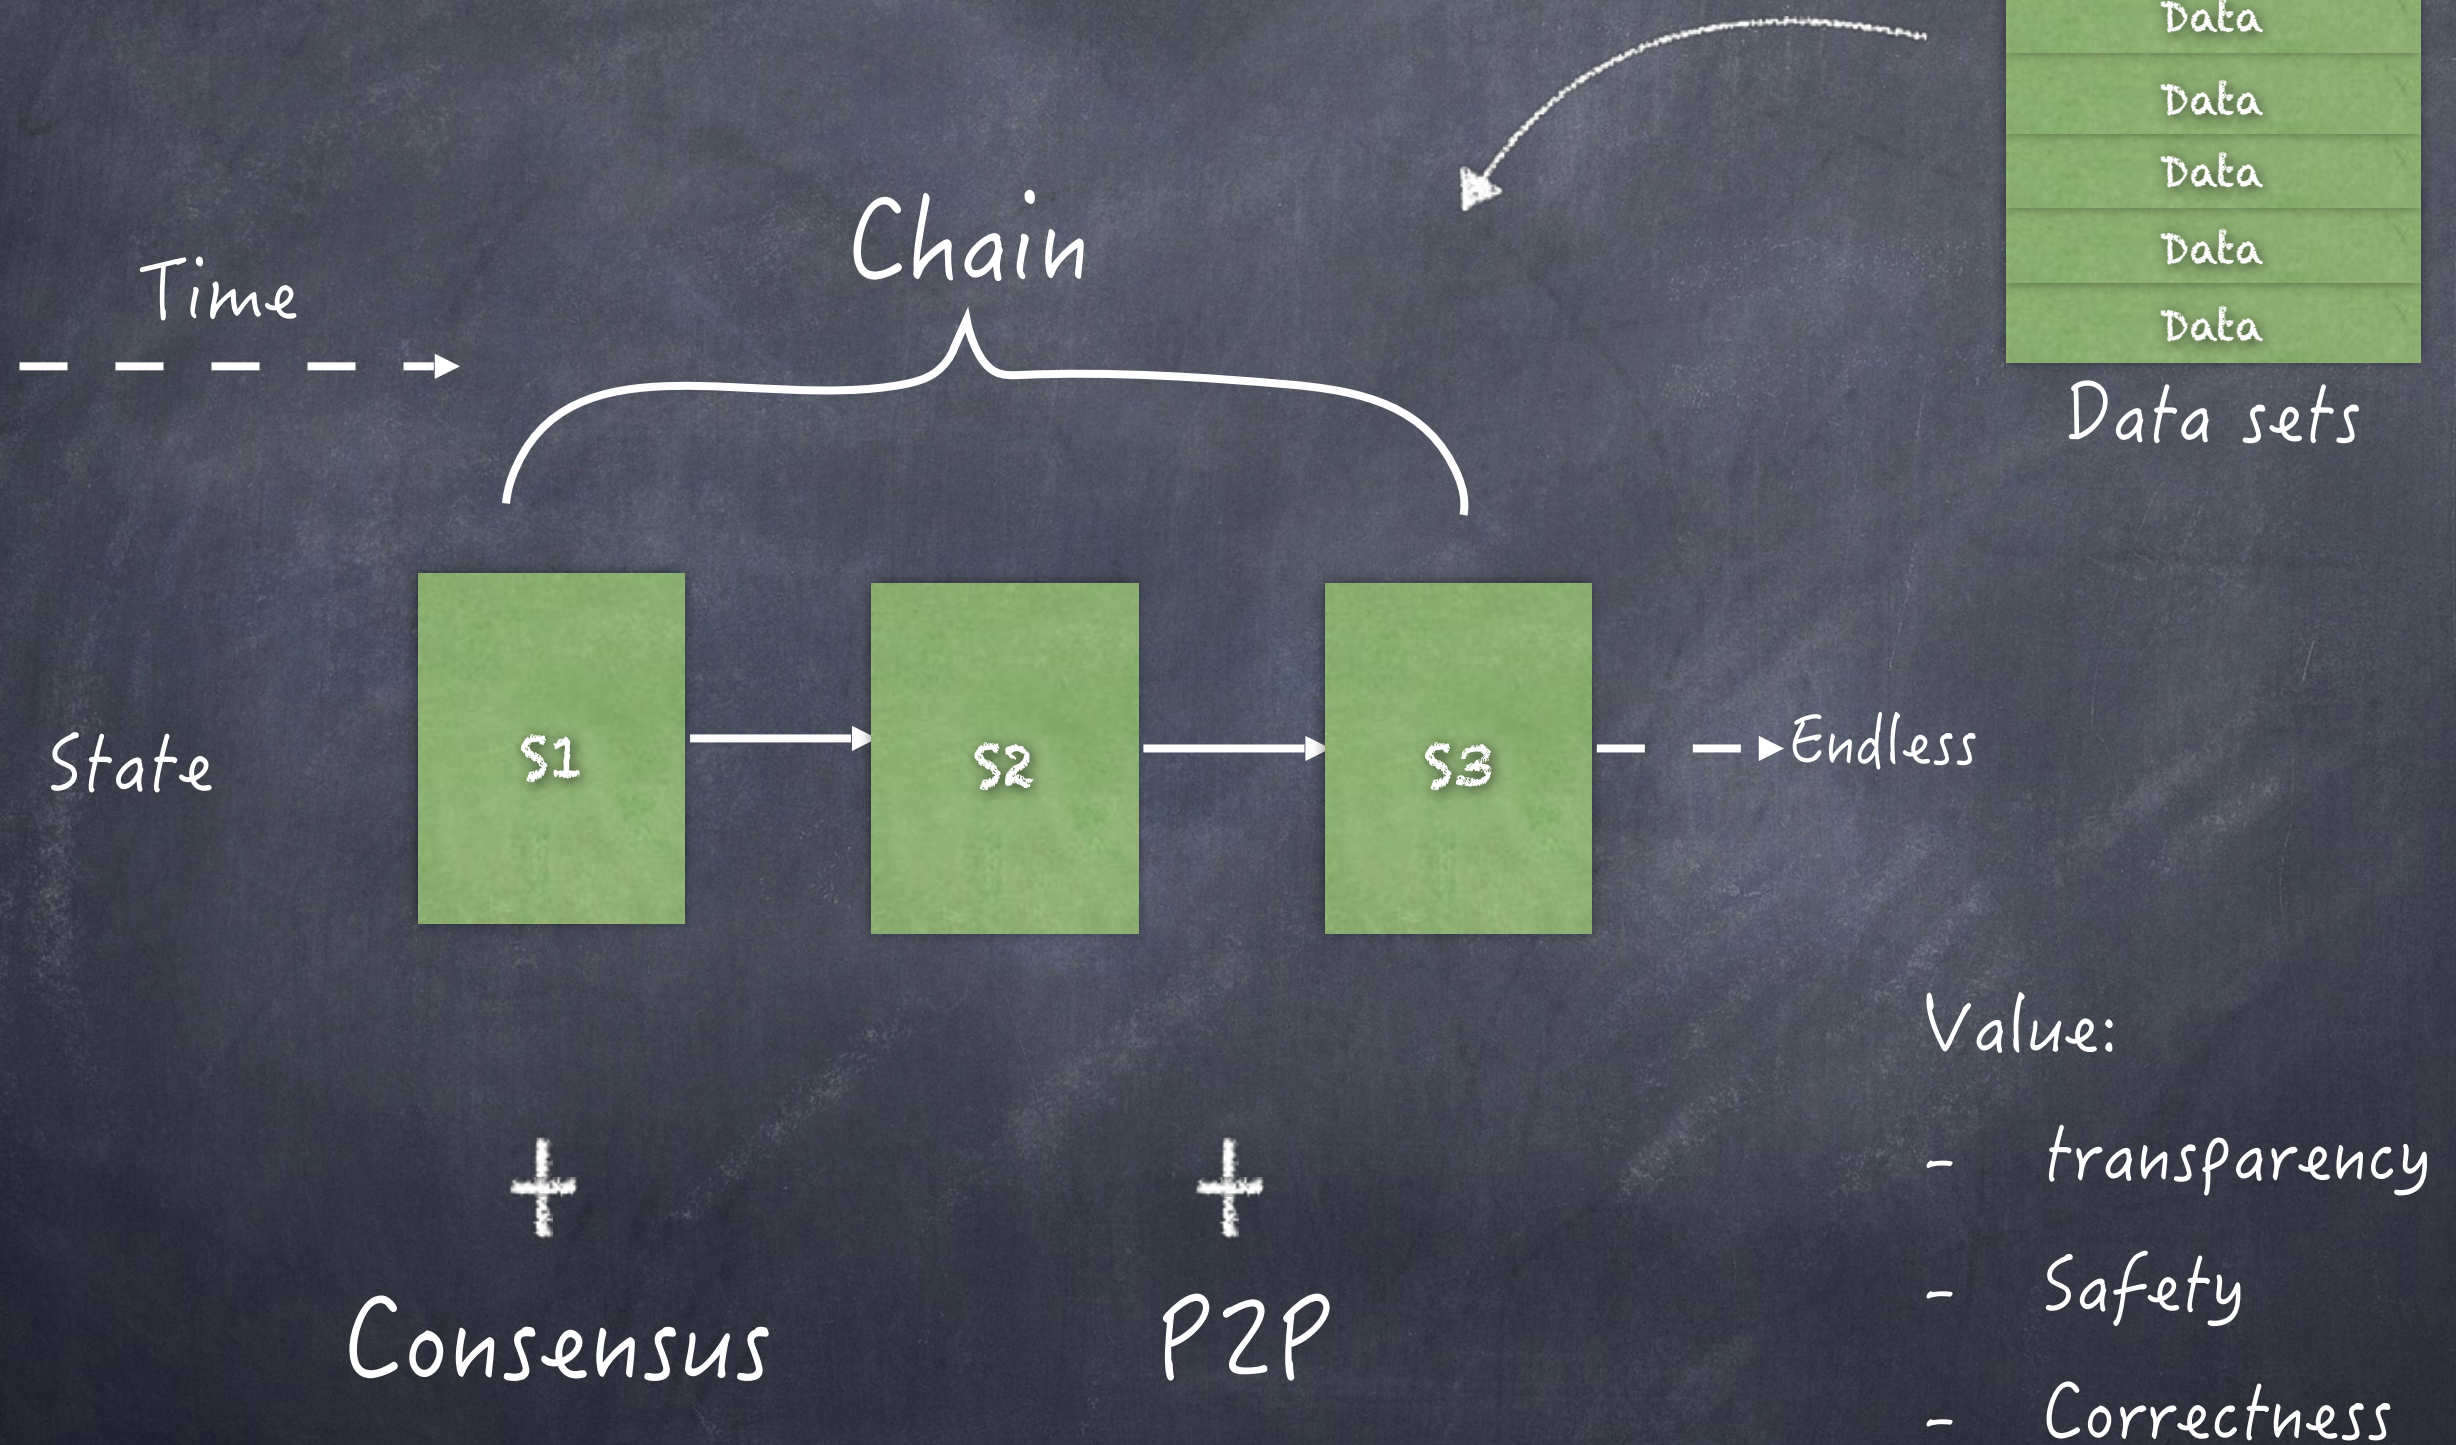 Data
Data
Data
Data
Data
Data sets
Chain
Time
State
S1
S2
S3
Endless
Value:
- transparency
- Safety
- Correctness
+
+
Consensus
P2P